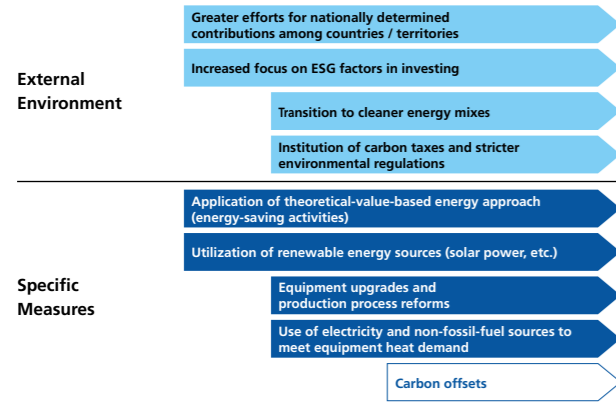 External
Environment
Greater efforts for nationally determined
contributions among countries / territories
Increased focus on ESG factors in investing
Transition to cleaner energy mixes
Institution of carbon taxes and stricter
environmental regulations
Specific
Measures
Application of theoretical-value-based energy approach
(energy-saving activities)
Utilization of renewable energy sources (solar power, etc.)
Equipment upgrades and
production process reforms
Use of electricity and non-fossil-fuel sources to
meet equipment heat demand
Carbon offsets